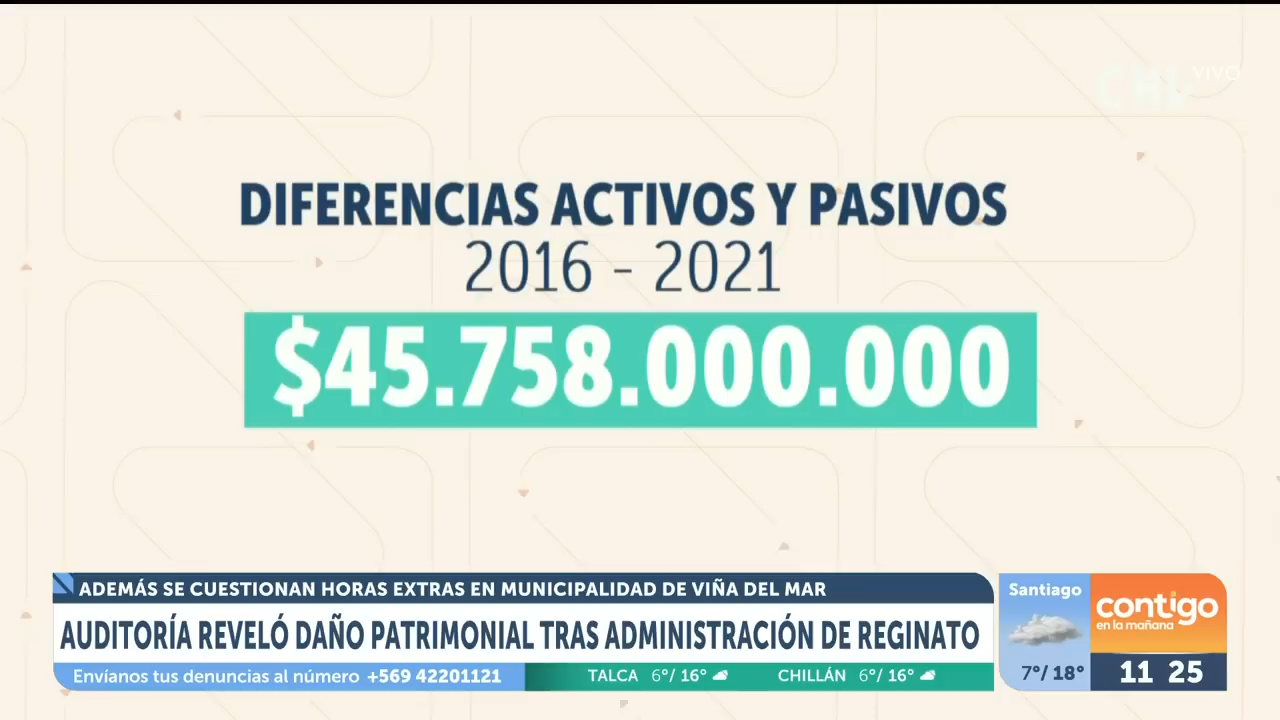 CHV VIVO
DIFERENCIAS ACTIVOS Y PASIVOS
2016 - 2021
$45.758.000.000
ADEMÁS SE CUESTIONAN HORAS EXTRAS EN MUNICIPALIDAD DE VIÑA DEL MAR
AUDITORÍA REVELÓ DAÑO PATRIMONIAL TRAS ADMINISTRACIÓN DE REGINATO
Envíanos tus denuncias al número +569 42201121
TALCA 6°/ 16°
CHILLÁN 6°/ 16°
Santiago
7°/ 18°
contigo
en la mañana
11 25